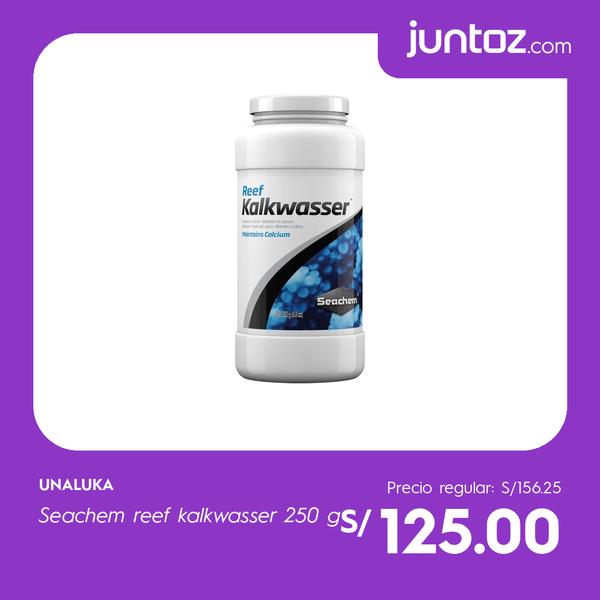 juntoz.com
Reef
Kalkwasser
Maintains Calcium
Seachem
UNALUKA
Precio regular: S/156.25
Seachem reef kalkwasser 250 g
S/125.00